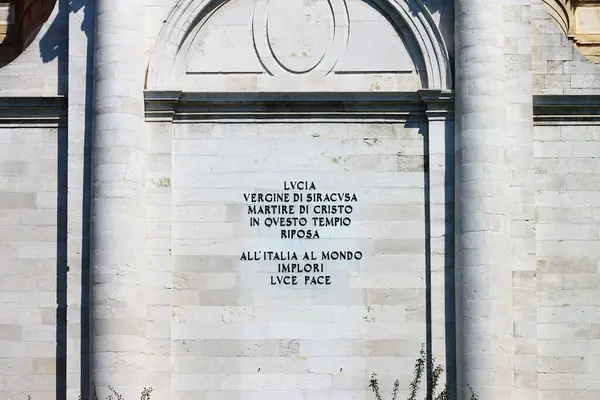 LVCIA
VERGINE DI SIRACVSA
MARTIRE DI CRISTO
IN QVESTO TEMPIO
RIPOSA
ALL'ITALIA AL MONDO
IMPLORI
LVCE PACE